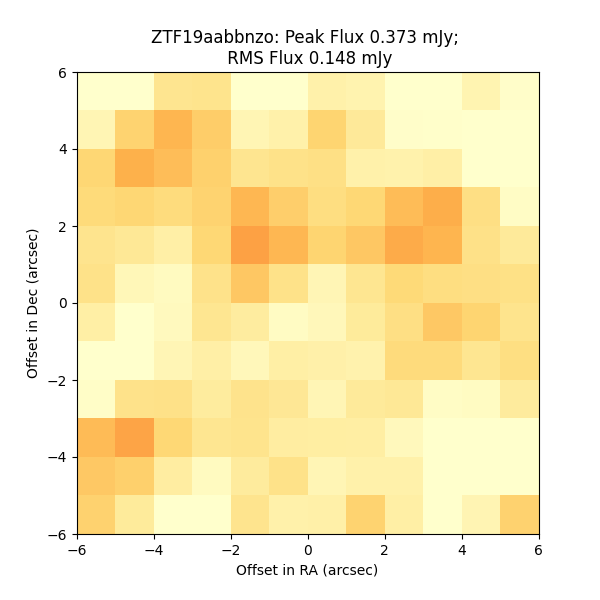 ZTF19aabbnzo: Peak Flux 0.373 mJy;
RMS Flux 0.148 mJy
6
4
2
0
−2
−4
−6
Offset in Dec (arcsec)
−6 −4 −2 0 2 4 6
Offset in RA (arcsec)